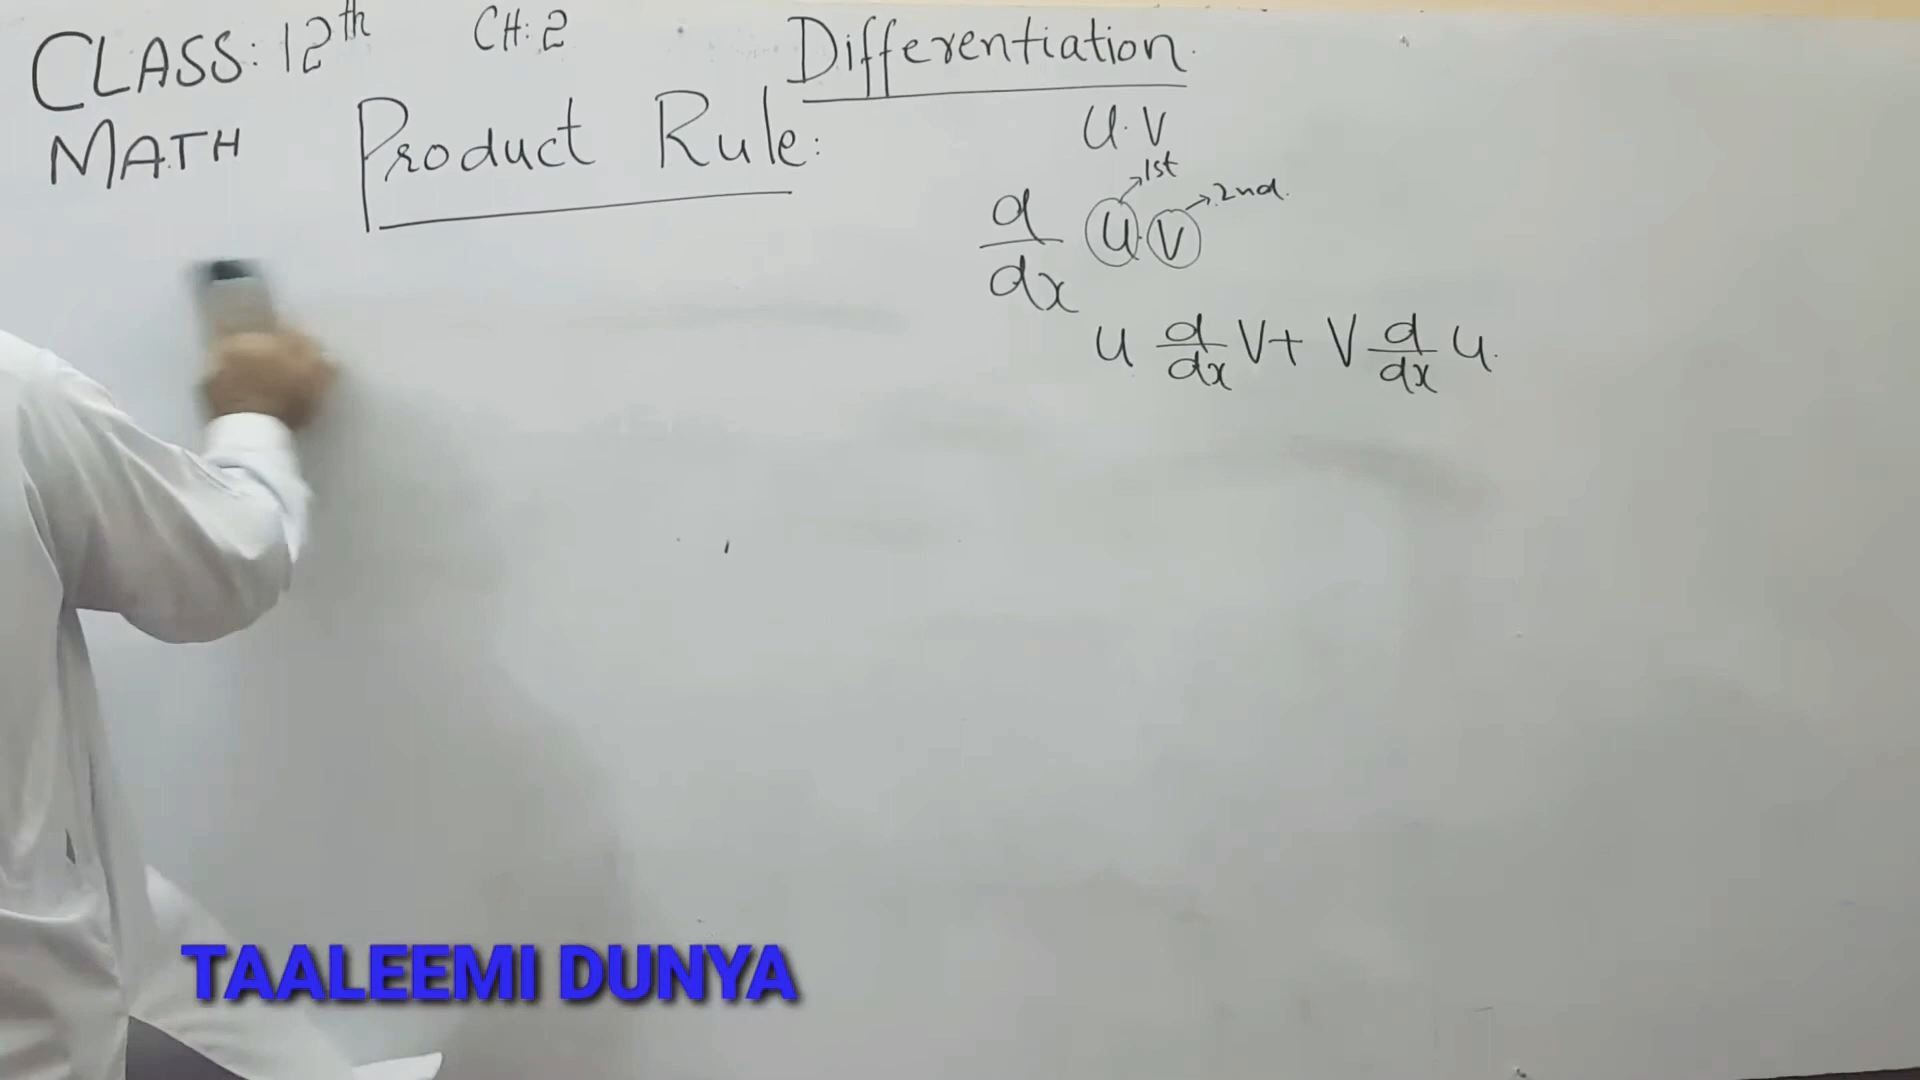 CLASS: 12th CH: 2 Differentiation.
MATH Product Rule:
U.V
1st
2nd.
d/dx U.V
U d/dx V + V d/dx U.
TAALEEMI DUNYA